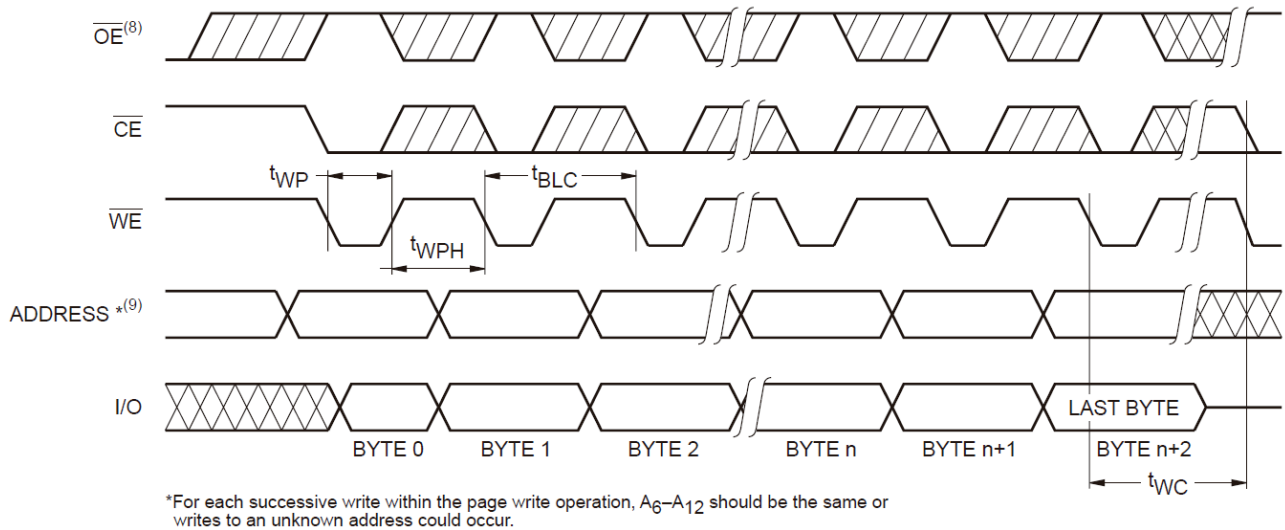 OE(8)
CE
tWP
tBLC
WE
tWPH
ADDRESS *(9)
I/O
LAST BYTE
BYTE 0 BYTE 1 BYTE 2 BYTE n BYTE n+1 BYTE n+2
tWC
*For each successive write within the page write operation, A6–A12 should be the same or
writes to an unknown address could occur.